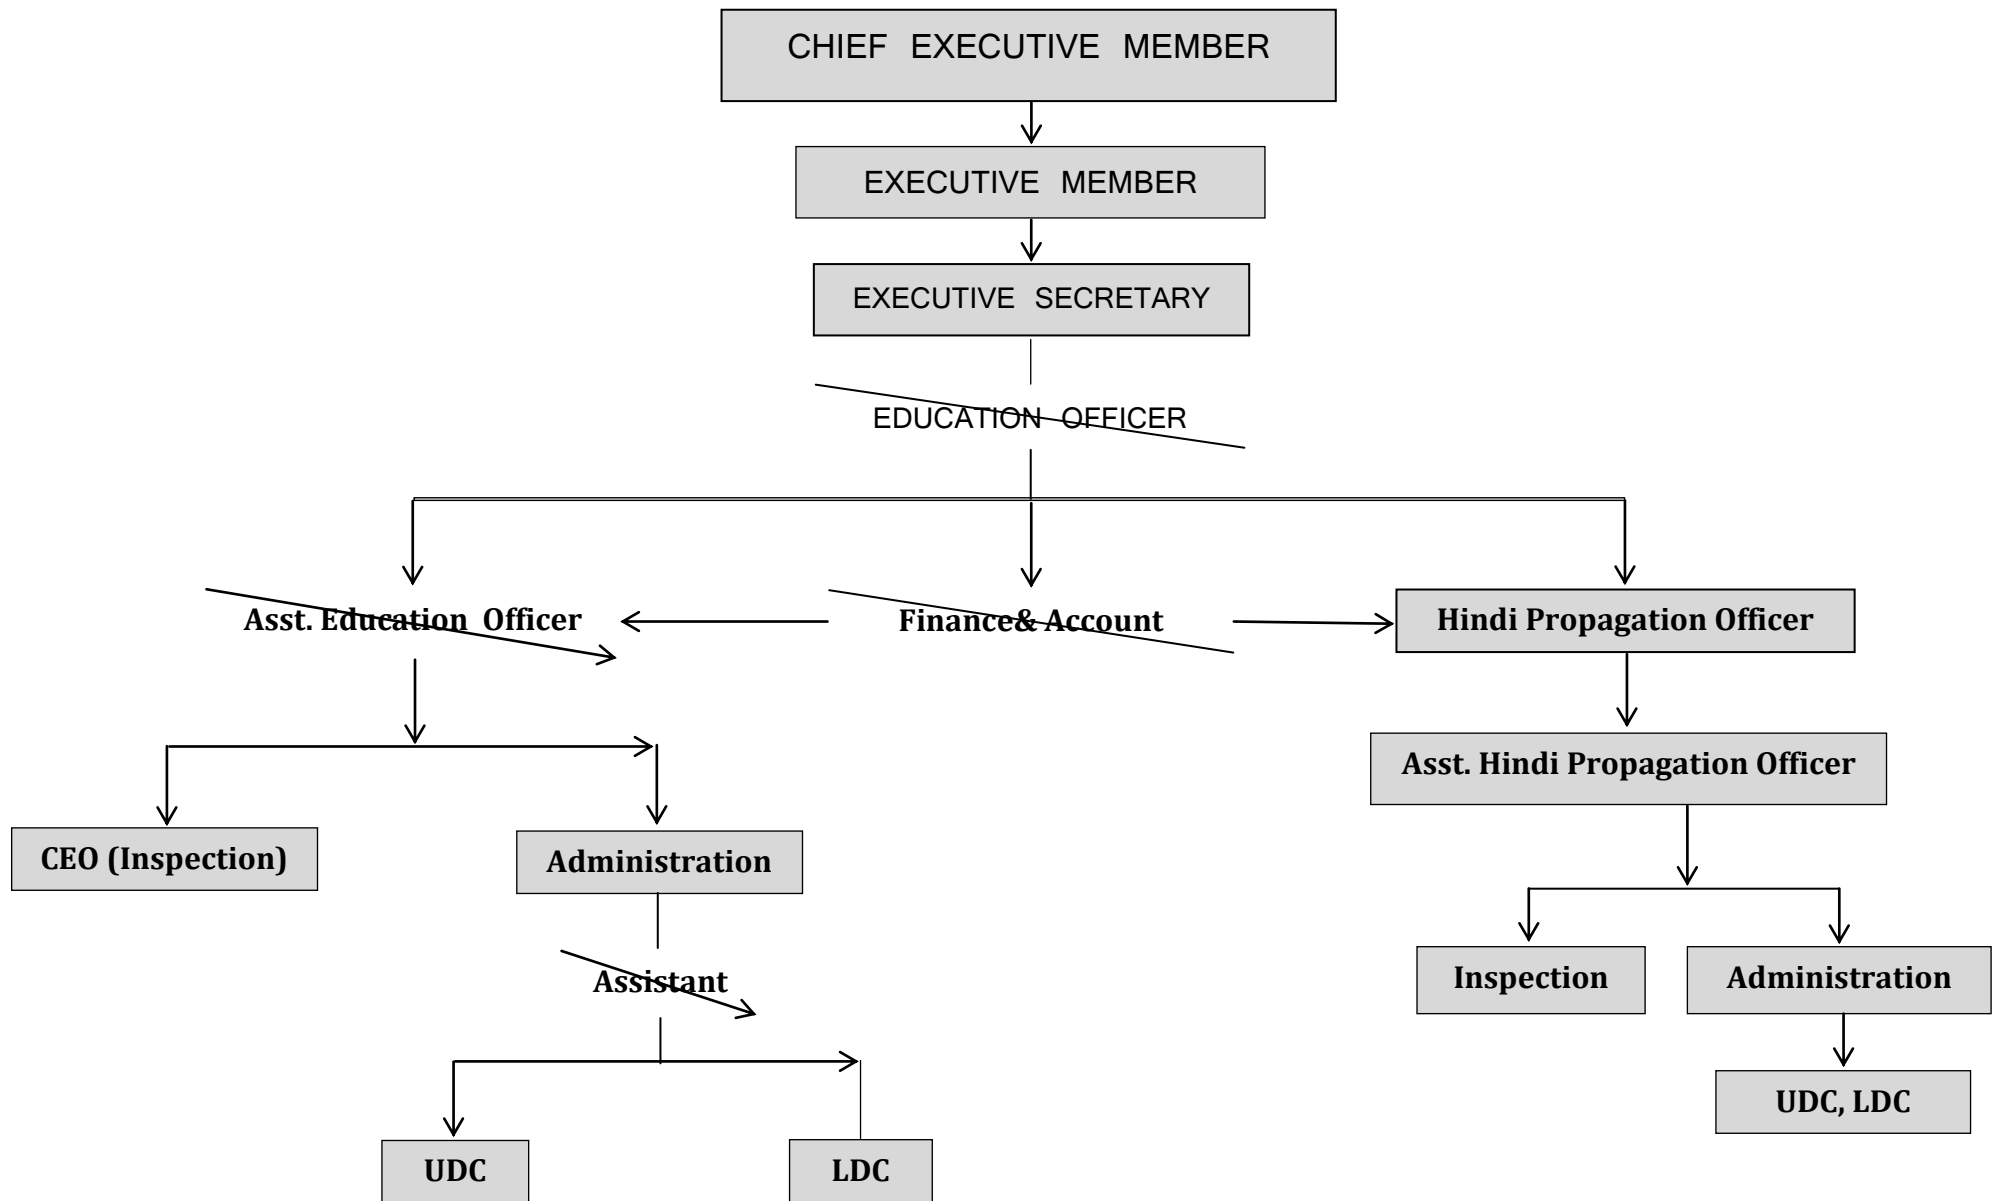 CHIEF EXECUTIVE MEMBER
EXECUTIVE MEMBER
EXECUTIVE SECRETARY
EDUCATION OFFICER
Asst. Education Officer
Finance& Account
Hindi Propagation Officer
Asst. Hindi Propagation Officer
CEO (Inspection)
Administration
Assistant
Inspection
Administration
UDC, LDC
UDC
LDC